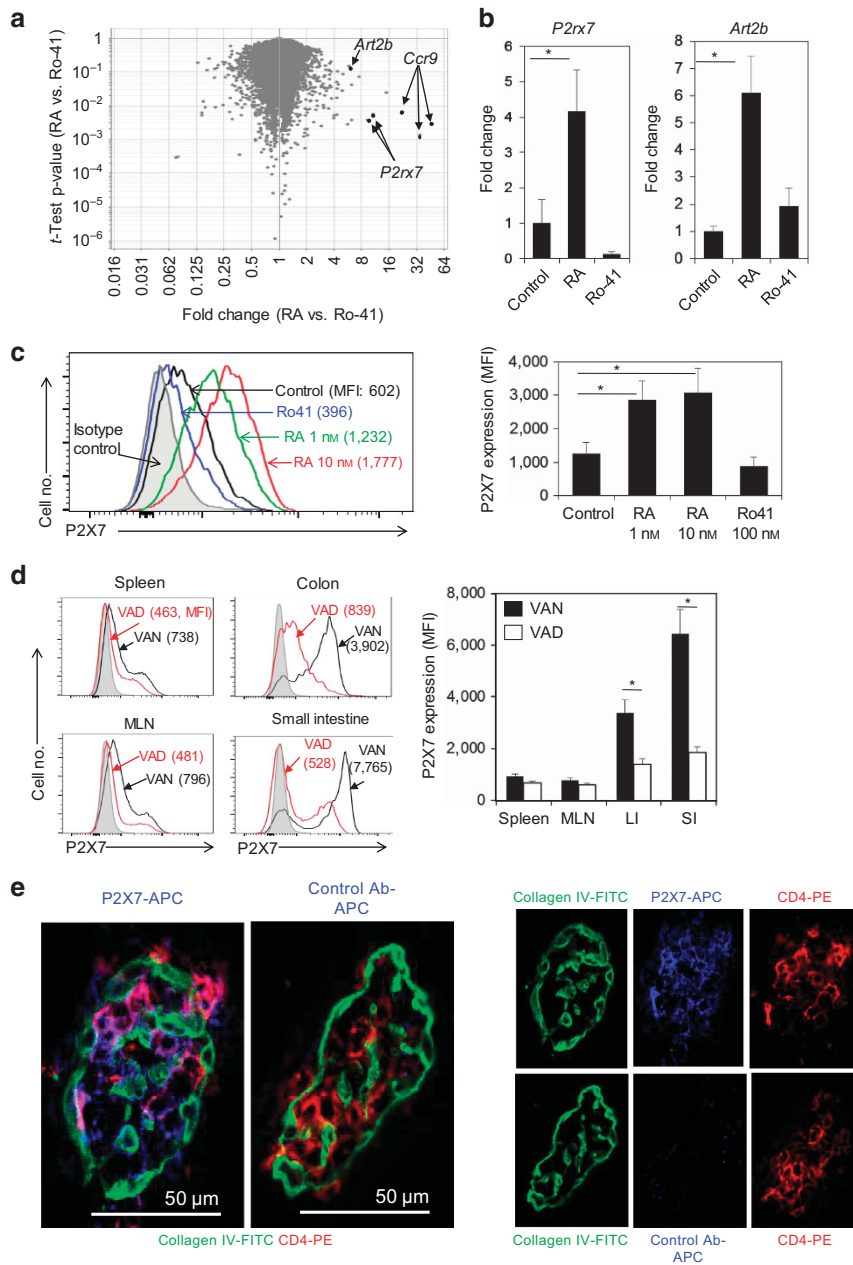 a
t-Test p-value (RA vs. Ro-41)
1
10⁻¹
10⁻²
10⁻³
10⁻⁴
10⁻⁵
10⁻⁶
Art2b
Ccr9
P2rx7
0.016 0.031 0.062 0.125 0.25 0.5 1 2 4 8 16 32 64
Fold change (RA vs. Ro-41)
b
P2rx7
Fold change
6
5
4
3
2
1
0
*
Control RA Ro-41
Art2b
Fold change
8
7
6
5
4
3
2
1
0
*
Control RA Ro-41
c
Cell no.
Isotype
control
Control (MFI: 602)
Ro41 (396)
RA 1 nM (1,232)
RA 10 nM (1,777)
P2X7
P2X7 expression (MFI)
4,000
3,000
2,000
1,000
0
*
*
Control RA RA Ro41
1 nM 10 nM 100 nM
d
Cell no.
Spleen
VAD (463, MFI)
VAN (738)
Colon
VAD (839)
VAN
(3,902)
MLN
VAD (481)
VAN (796)
P2X7
Small intestine
VAD
(528)
VAN
(7,765)
P2X7
P2X7 expression (MFI)
8,000
6,000
4,000
2,000
0
VAN
VAD
*
*
Spleen MLN LI SI
e
P2X7-APC
Control Ab-
APC
50 µm
50 µm
Collagen IV-FITC CD4-PE
Collagen IV-FITC P2X7-APC CD4-PE
Collagen IV-FITC Control Ab- CD4-PE
APC